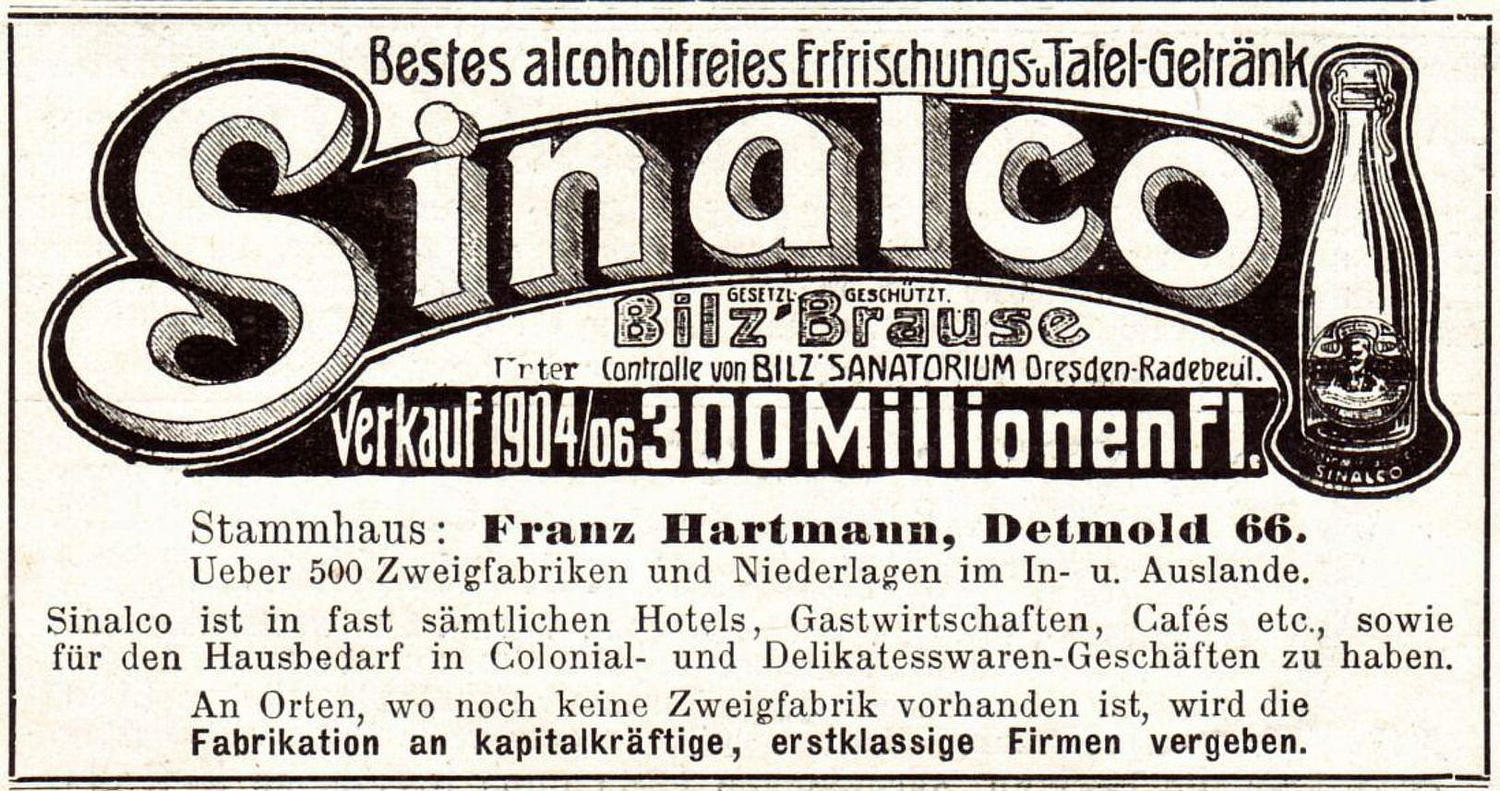 Bestes alcoholfreies Erfrischungs- u. Tafel-Getränk
Sinalco
GESETZL. GESCHÜTZT.
Bilz' Brause
Unter Controlle von BILZ' SANATORIUM Dresden-Radebeul.
Verkauf 1904/06 300 Millionen Fl.
SINALCO
Stammhaus: Franz Hartmann, Detmold 66.
Ueber 500 Zweigfabriken und Niederlagen im In- u. Auslande.
Sinalco ist in fast sämtlichen Hotels, Gastwirtschaften, Cafés etc., sowie
für den Hausbedarf in Colonial- und Delikatesswaren-Geschäften zu haben.
An Orten, wo noch keine Zweigfabrik vorhanden ist, wird die
Fabrikation an kapitalkräftige, erstklassige Firmen vergeben.